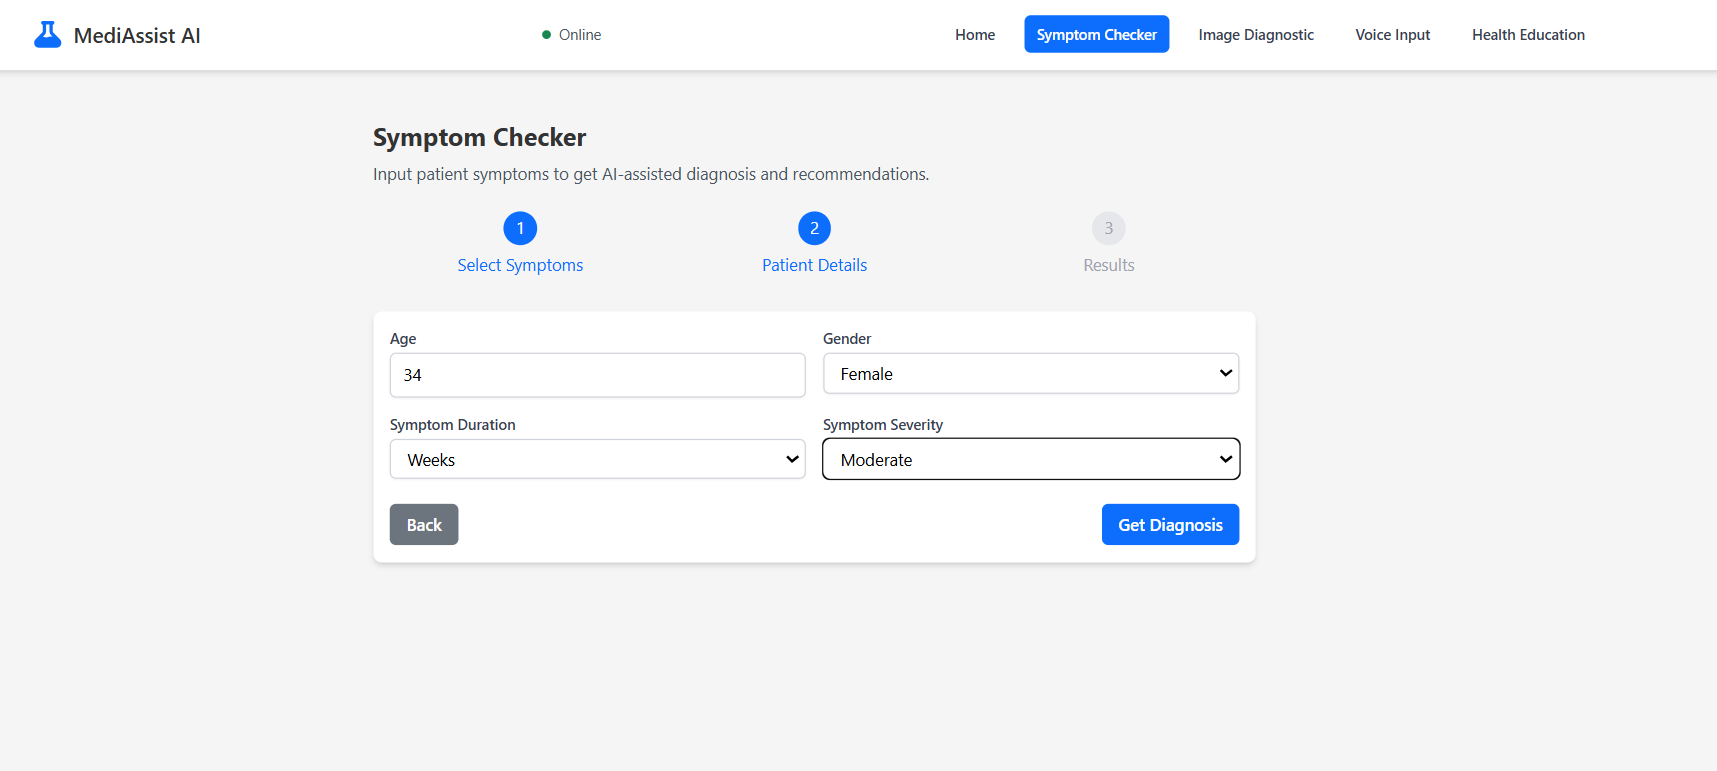 MediAssist AI
Online
Home
Symptom Checker
Image Diagnostic
Voice Input
Health Education
Symptom Checker
Input patient symptoms to get AI-assisted diagnosis and recommendations.
1
2
3
Select Symptoms
Patient Details
Results
Age
Gender
34
Female
Symptom Duration
Symptom Severity
Weeks
Moderate
Back
Get Diagnosis